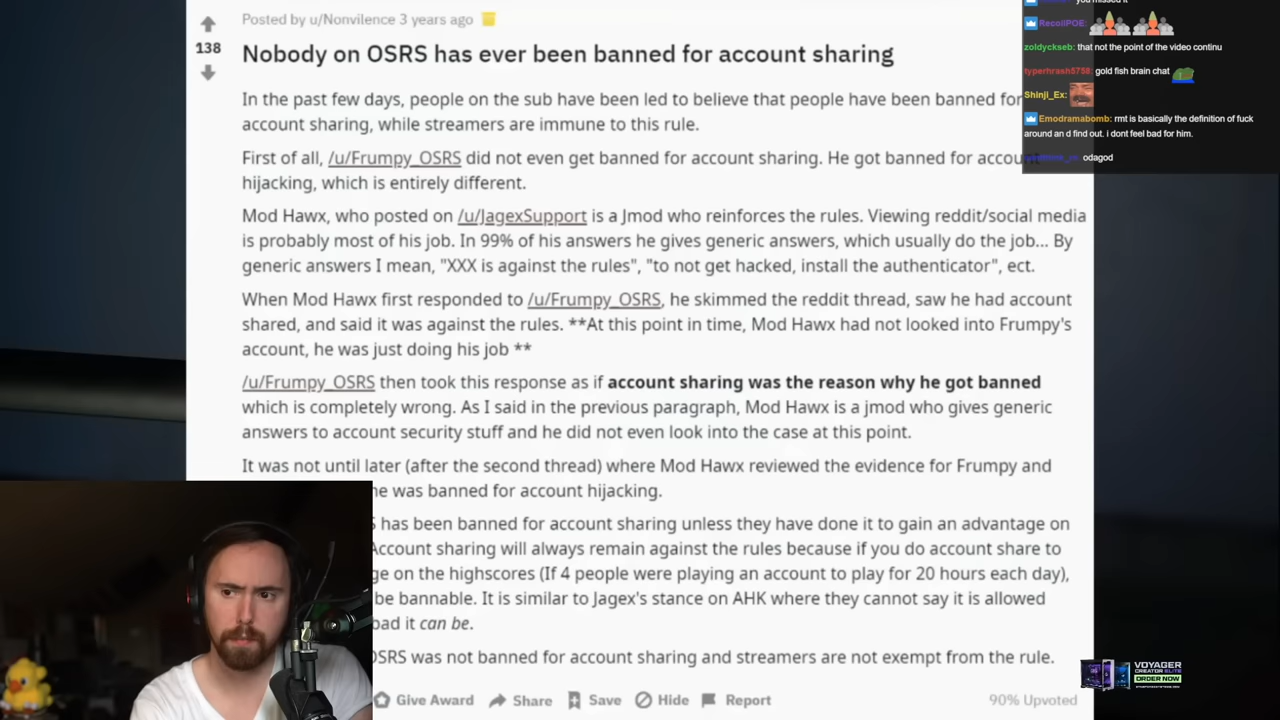 Posted by u/Nonvilence 3 years ago
138
Nobody on OSRS has ever been banned for account sharing
In the past few days, people on the sub have been led to believe that people have been banned for
account sharing, while streamers are immune to this rule.
First of all, /u/Frumpy_OSRS did not even get banned for account sharing. He got banned for account
hijacking, which is entirely different.
Mod Hawx, who posted on /u/JagexSupport is a Jmod who reinforces the rules. Viewing reddit/social media
is probably most of his job. In 99% of his answers he gives generic answers, which usually do the job... By
generic answers I mean, "XXX is against the rules", "to not get hacked, install the authenticator", ect.
When Mod Hawx first responded to /u/Frumpy_OSRS, he skimmed the reddit thread, saw he had account
shared, and said it was against the rules. **At this point in time, Mod Hawx had not looked into Frumpy's
account, he was just doing his job **
/u/Frumpy_OSRS then took this response as if account sharing was the reason why he got banned
which is completely wrong. As I said in the previous paragraph, Mod Hawx is a jmod who gives generic
answers to account security stuff and he did not even look into the case at this point.
It was not until later (after the second thread) where Mod Hawx reviewed the evidence for Frumpy and
he was banned for account hijacking.
has been banned for account sharing unless they have done it to gain an advantage on
Account sharing will always remain against the rules because if you do account share to
ge on the highscores (If 4 people were playing an account to play for 20 hours each day),
be bannable. It is similar to Jagex's stance on AHK where they cannot say it is allowed
bad it can be.
OSRS was not banned for account sharing and streamers are not exempt from the rule.
Give Award Share Save Hide Report 90% Upvoted
you missed it
RecoilPOE:
zoldyckseb: that not the point of the video continu
typerhrash5759: gold fish brain chat
Shinji_Ex:
Emodramabomb: rmt is basically the definition of fuck
around an d find out. i dont feel bad for him.
odagod
VOYAGER
CREATOR ELITE
ORDER NOW